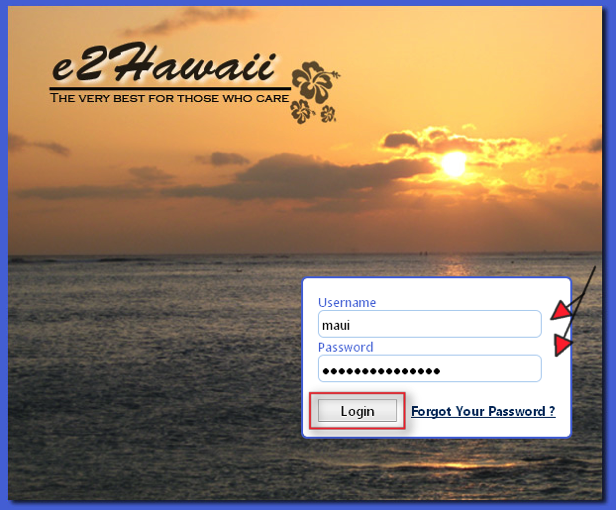 e2Hawaii
THE VERY BEST FOR THOSE WHO CARE
Username
maui
Password
•••••••••••••••
Login
Forgot Your Password ?